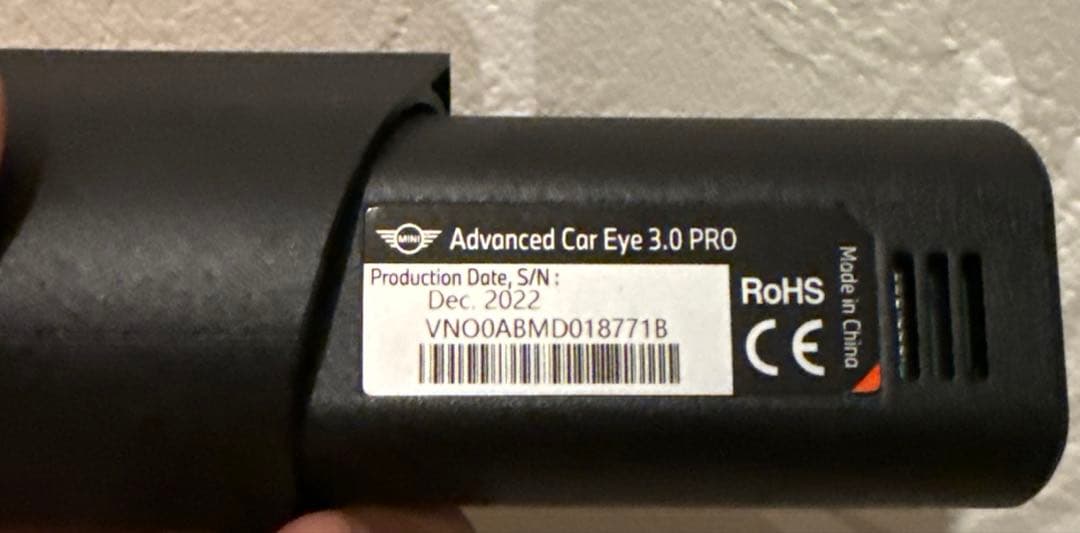 MINI Advanced Car Eye 3.0 PRO
Production Date, S/N :
Dec. 2022
VNO0ABMD018771B
RoHS
CE
Made in China